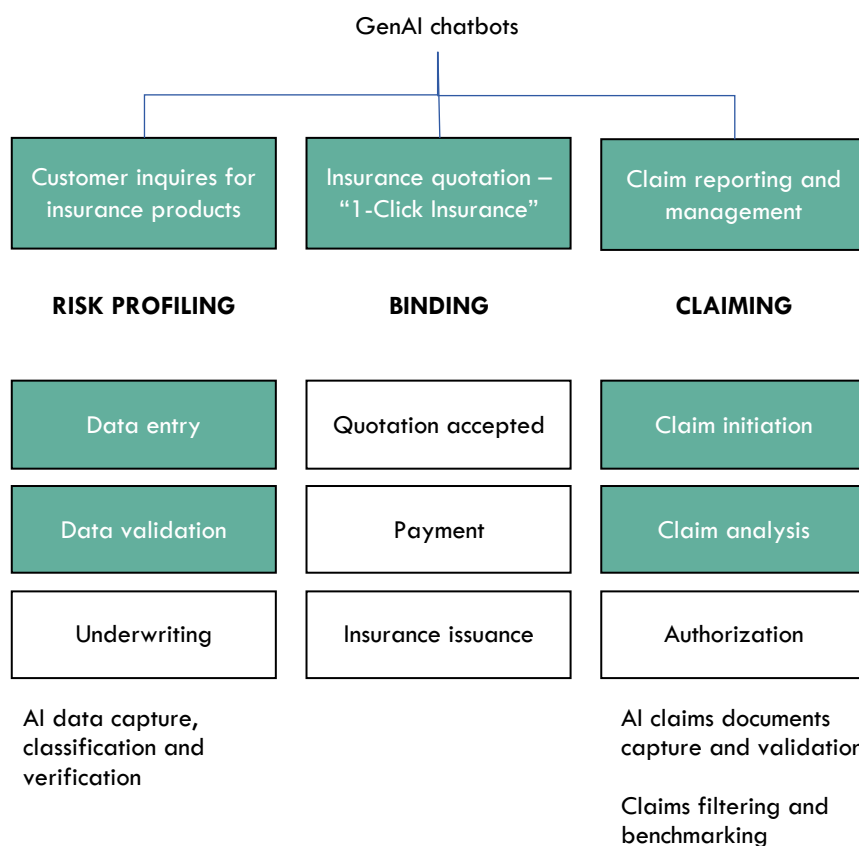 GenAI chatbots
Customer inquires for
insurance products
Insurance quotation –
“1-Click Insurance”
Claim reporting and
management
RISK PROFILING
BINDING
CLAIMING
Data entry
Quotation accepted
Claim initiation
Data validation
Payment
Claim analysis
Underwriting
Insurance issuance
Authorization
AI data capture,
classification and
verification
AI claims documents
capture and validation
Claims filtering and
benchmarking